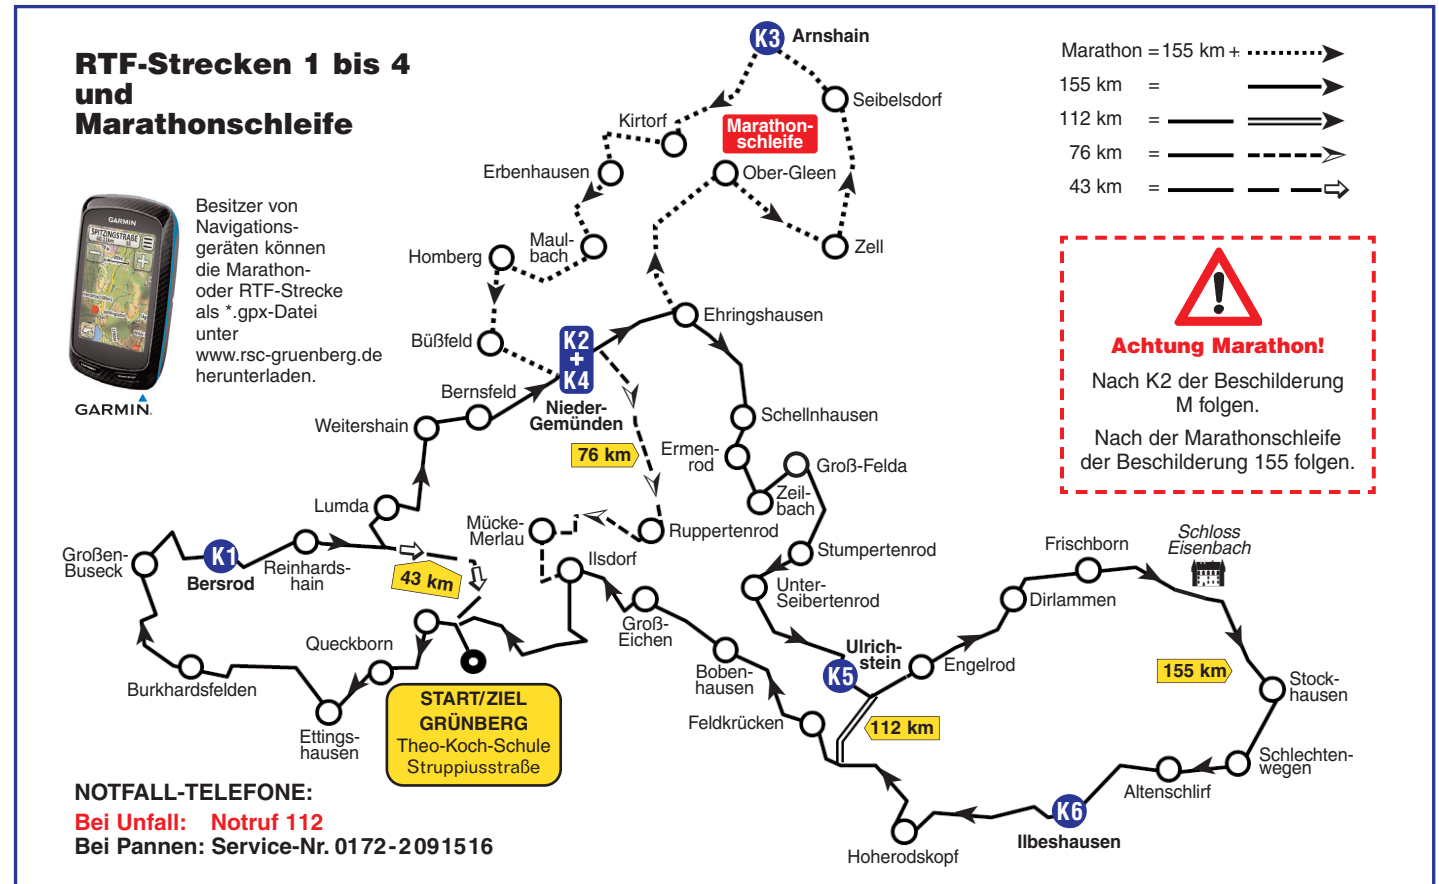 RTF-Strecken 1 bis 4
und
Marathonschleife
Besitzer von
Navigations-
geräten können
die Marathon-
oder RTF-Strecke
als *.gpx-Datei
unter
www.rsc-gruenberg.de
herunterladen.
GARMIN
SPITZINGSTRAßE
GARMIN.
K3
Arnshain
Seibelsdorf
Kirtorf
Marathon-
schleife
Erbenhausen
Ober-Gleen
Maul-
bach
Zell
Homberg
Büßfeld
K2
+
K4
Ehringshausen
Nieder-
Gemünden
Bernsfeld
Weitershain
Schellnhausen
76 km
Ermen-
rod
Groß-Felda
Zeil-
bach
Lumda
Mücke-
Merlau
Ruppertenrod
Großen-
Buseck
K1
Bersrod
Reinhards-
hain
43 km
Ilsdorf
Stumpertenrod
Unter-
Seibertenrod
Groß-
Eichen
Queckborn
Burkhardsfelden
Ettings-
hausen
START/ZIEL
GRÜNBERG
Theo-Koch-Schule
Struppiusstraße
Boben-
hausen
Feldkrücken
Ulrich-
stein
K5
112 km
Engelrod
Dirlammen
Frischborn
Schloss
Eisenbach
155 km
Stock-
hausen
Schlechten-
wegen
Altenschlirf
K6
Ilbeshausen
Hoherodskopf
Marathon = 155 km +
155 km =
112 km =
76 km =
43 km =
Achtung Marathon!
Nach K2 der Beschilderung
M folgen.
Nach der Marathonschleife
der Beschilderung 155 folgen.
NOTFALL-TELEFONE:
Bei Unfall: Notruf 112
Bei Pannen: Service-Nr. 0172-2091516